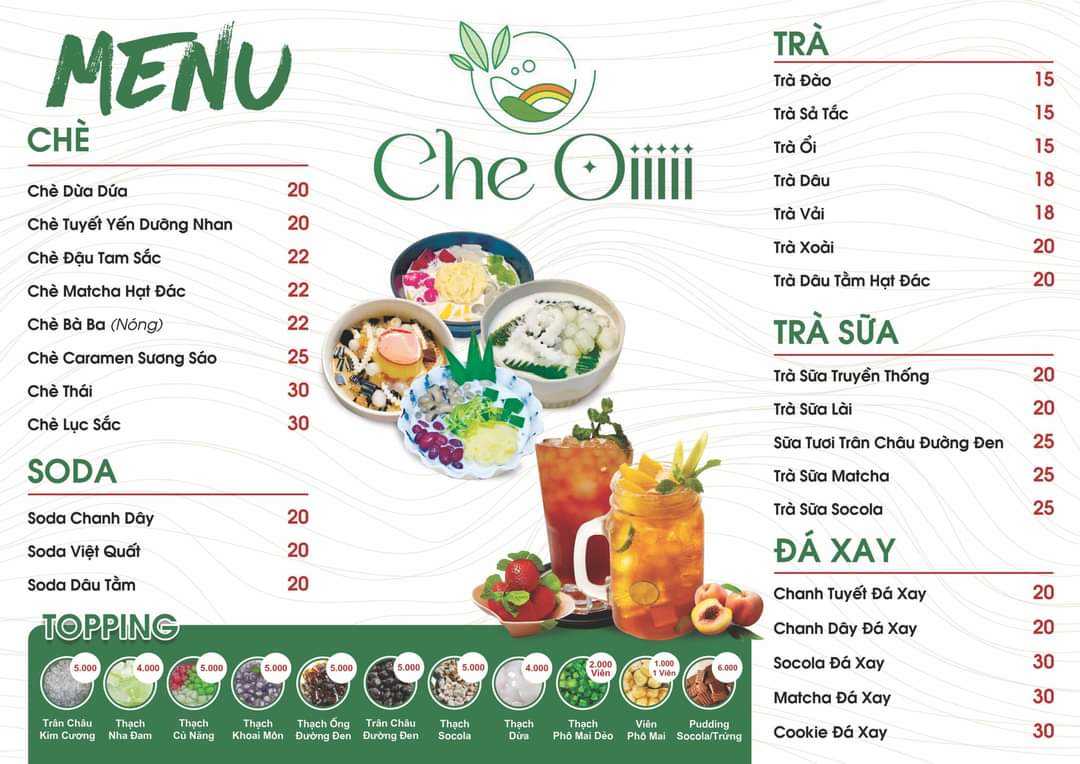 MENU
CHÈ
Chè Dừa Dứa 20
Chè Tuyết Yến Dưỡng Nhan 20
Chè Đậu Tam Sắc 22
Chè Matcha Hạt Đác 22
Chè Bà Ba (Nóng) 22
Chè Caramen Sương Sáo 25
Chè Thái 30
Chè Lục Sắc 30
SODA
Soda Chanh Dây 20
Soda Việt Quất 20
Soda Dâu Tằm 20
Che Oiiiii
TRÀ
Trà Đào 15
Trà Sả Tắc 15
Trà Ổi 15
Trà Dâu 18
Trà Vải 18
Trà Xoài 20
Trà Dâu Tằm Hạt Đác 20
TRÀ SỮA
Trà Sữa Truyền Thống 20
Trà Sữa Lài 20
Sữa Tươi Trân Châu Đường Đen 25
Trà Sữa Matcha 25
Trà Sữa Socola 25
ĐÁ XAY
Chanh Tuyết Đá Xay 20
Chanh Dây Đá Xay 20
Socola Đá Xay 30
Matcha Đá Xay 30
Cookie Đá Xay 30
TOPPING
5.000
Trân Châu
Kim Cương
4.000
Thạch
Nha Đam
5.000
Thạch
Củ Năng
5.000
Thạch
Khoai Môn
5.000
Thạch Ống
Đường Đen
5.000
Trân Châu
Đường Đen
5.000
Thạch
Socola
4.000
Thạch
Dừa
2.000
Viên
Thạch
Phô Mai Dẻo
1.000
1 Viên
Viên
Phô Mai
6.000
Pudding
Socola/Trứng